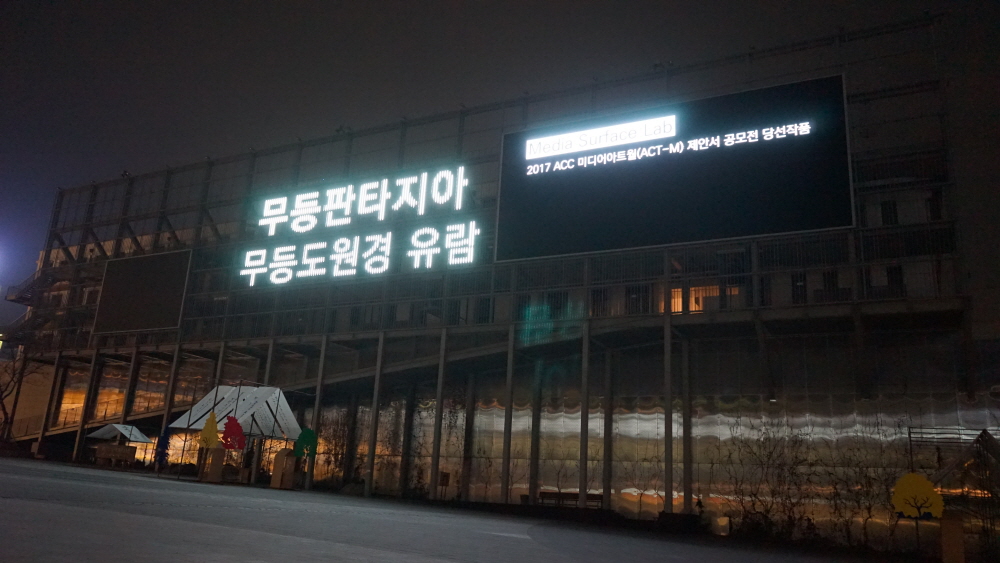 무등판타지아
무등도원경 유람
Media Surface Lab
2017 ACC 미디어아트월(ACT-M) 제안서 공모전 당선작품